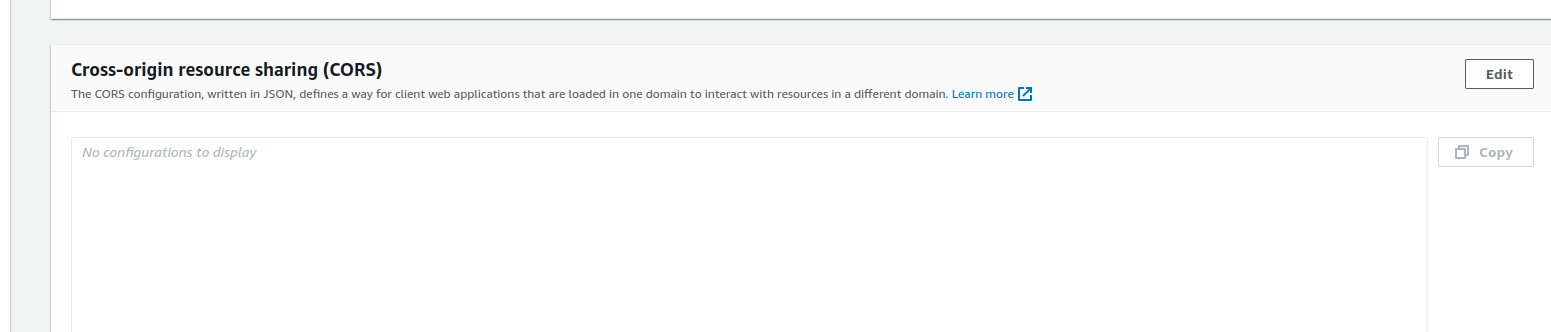 Cross-origin resource sharing (CORS)
Edit
The CORS configuration, written in JSON, defines a way for client web applications that are loaded in one domain to interact with resources in a different domain. Learn more
No configurations to display
Copy